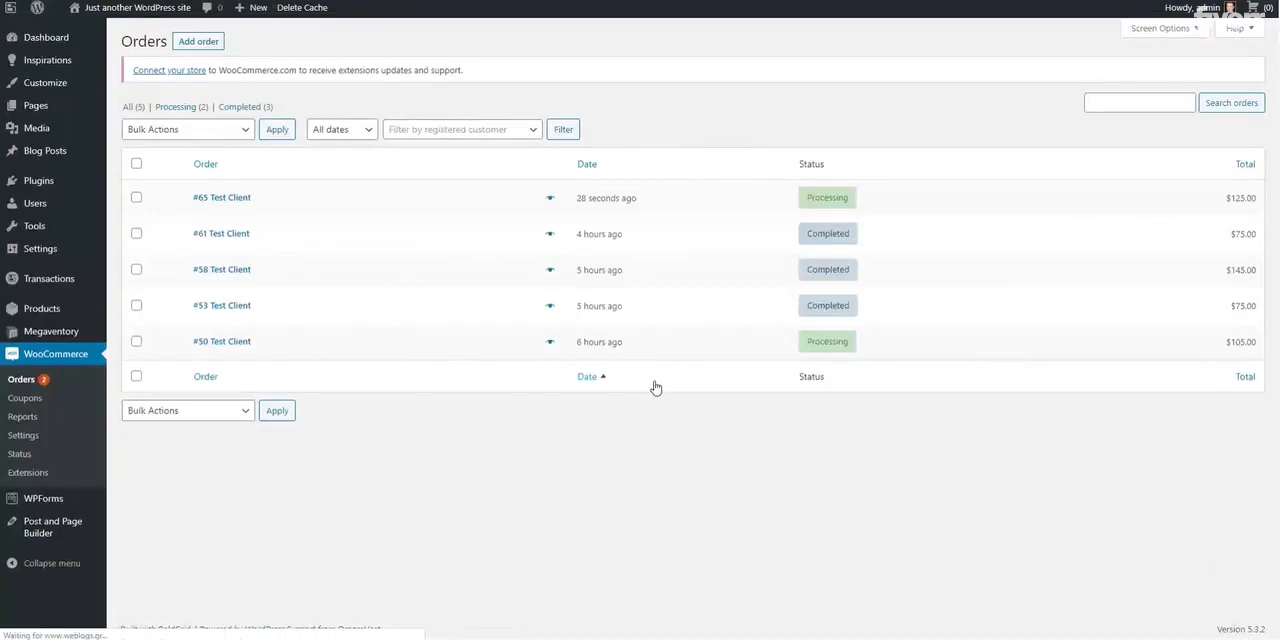 Just another WordPress site 0 New Delete Cache Howdy, admin (0)
Screen Options Help
Dashboard
Inspirations
Customize
Pages
Media
Blog Posts
Plugins
Users
Tools
Settings
Transactions
Products
Megaventory
WooCommerce
Orders 2
Coupons
Reports
Settings
Status
Extensions
WPForms
Post and Page
Builder
Collapse menu
Orders Add order
Connect your store to WooCommerce.com to receive extensions updates and support.
All (5) | Processing (2) | Completed (3)
Search orders
Bulk Actions Apply All dates Filter by registered customer Filter
Order Date Status Total
#65 Test Client 28 seconds ago Processing $125.00
#61 Test Client 4 hours ago Completed $75.00
#58 Test Client 5 hours ago Completed $145.00
#53 Test Client 5 hours ago Completed $75.00
#50 Test Client 6 hours ago Processing $105.00
Order Date Status Total
Bulk Actions Apply
Version 5.3.2
Waiting for www.weblogs.gr...